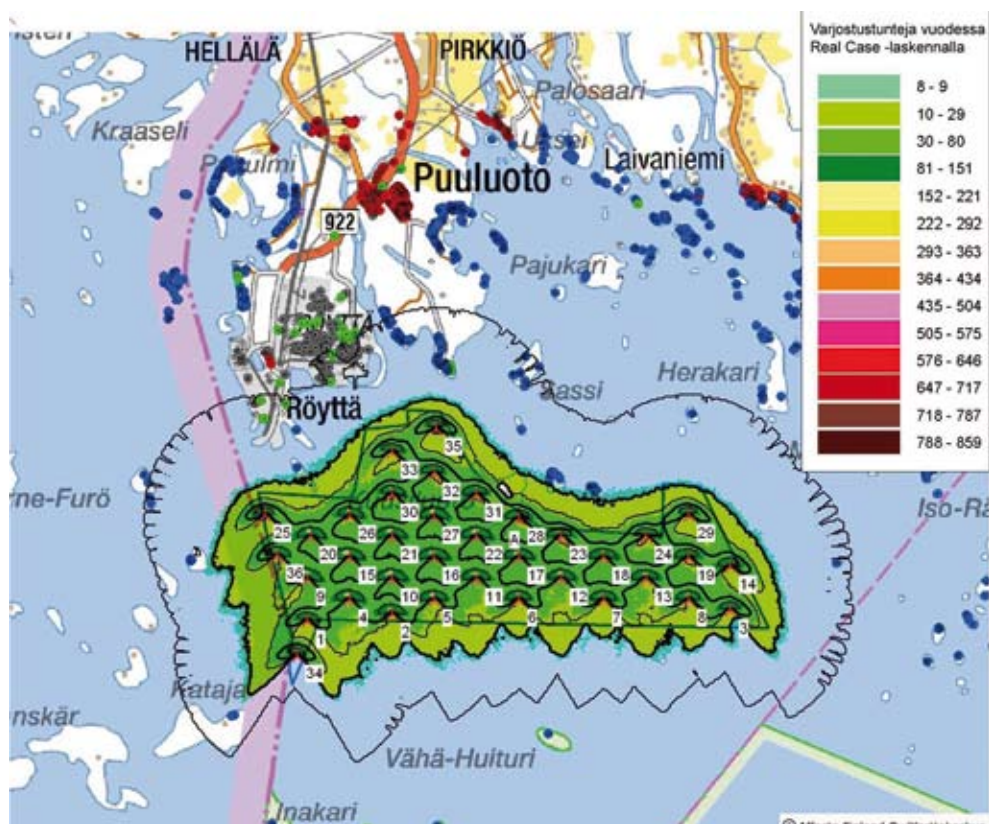 HELLÄLÄ
PIRKKIÖ
Kraaseli
Palosaari
Laivaniemi
Puuluoto
922
Pajukari
Sassi
Herakari
Röyttä
Iso-Rä
35
33
32
30
31
25
26
27
A
28
29
20
21
22
23
24
36
15
16
17
18
19
14
9
10
11
12
13
4
5
6
7
8
3
1
2
34
Kataja
Vähä-Huituri
Inakari
Varjostustunteja vuodessa
Real Case -laskennalla
8 - 9
10 - 29
30 - 80
81 - 151
152 - 221
222 - 292
293 - 363
364 - 434
435 - 504
505 - 575
576 - 646
647 - 717
718 - 787
788 - 859